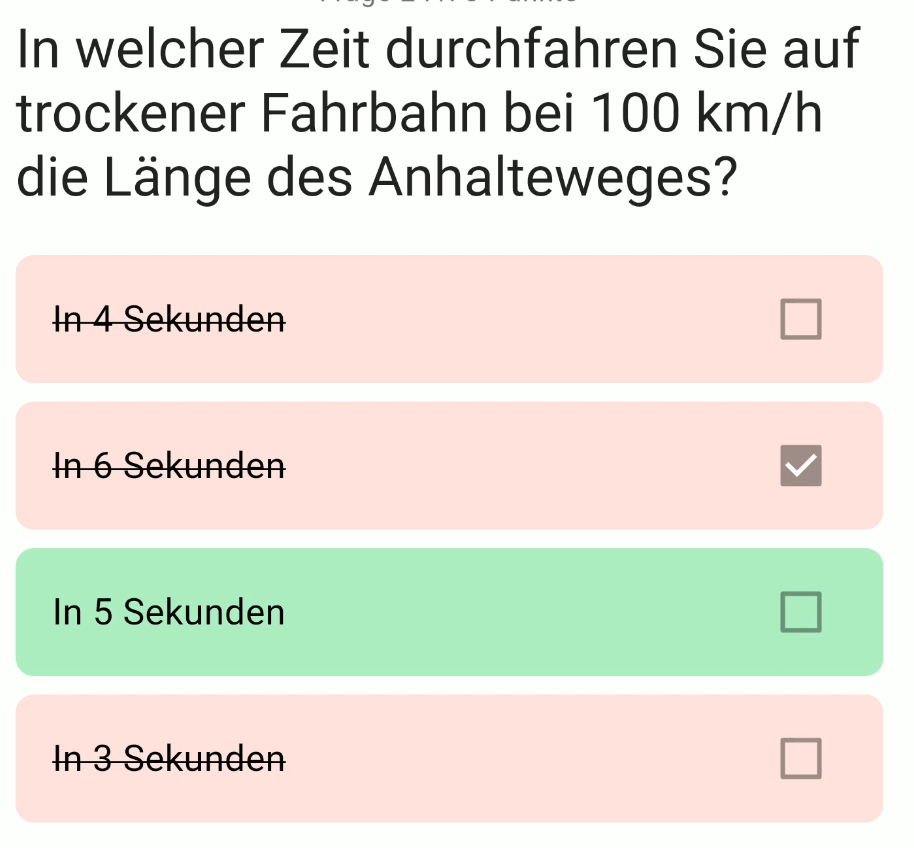 In welcher Zeit durchfahren Sie auf
trockener Fahrbahn bei 100 km/h
die Länge des Anhalteweges?
In 4 Sekunden
In 6 Sekunden
In 5 Sekunden
In 3 Sekunden